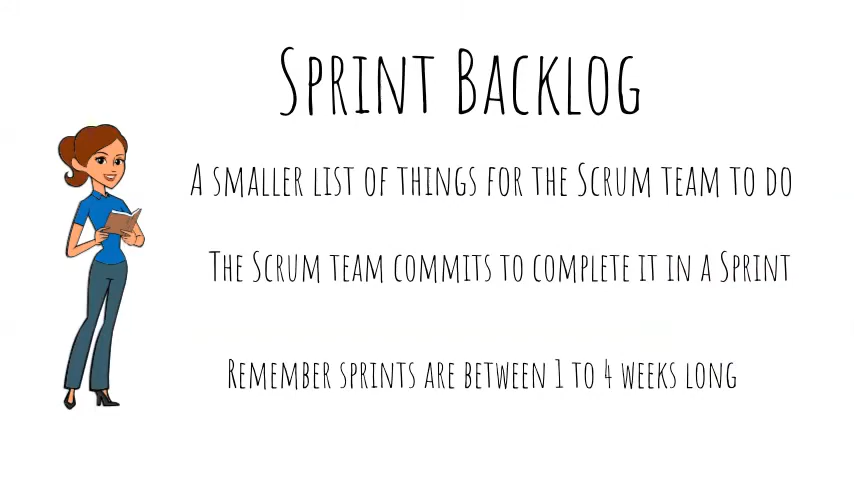 Sprint Backlog
A smaller list of things for the Scrum team to do
The Scrum team commits to complete it in a Sprint
Remember sprints are between 1 to 4 weeks long